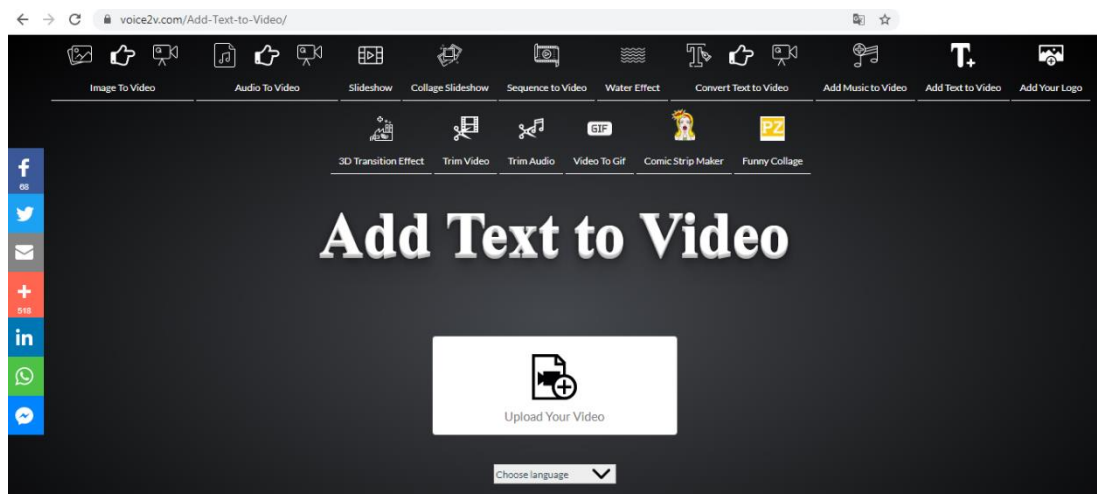 voice2v.com/Add-Text-to-Video/
Image To Video Audio To Video Slideshow Collage Slideshow Sequence to Video Water Effect Convert Text to Video Add Music to Video Add Text to Video Add Your Logo
GIF PZ
3D Transition Effect Trim Video Trim Audio Video To Gif Comic Strip Maker Funny Collage
68
Add Text to Video
518
in
Upload Your Video
Choose language